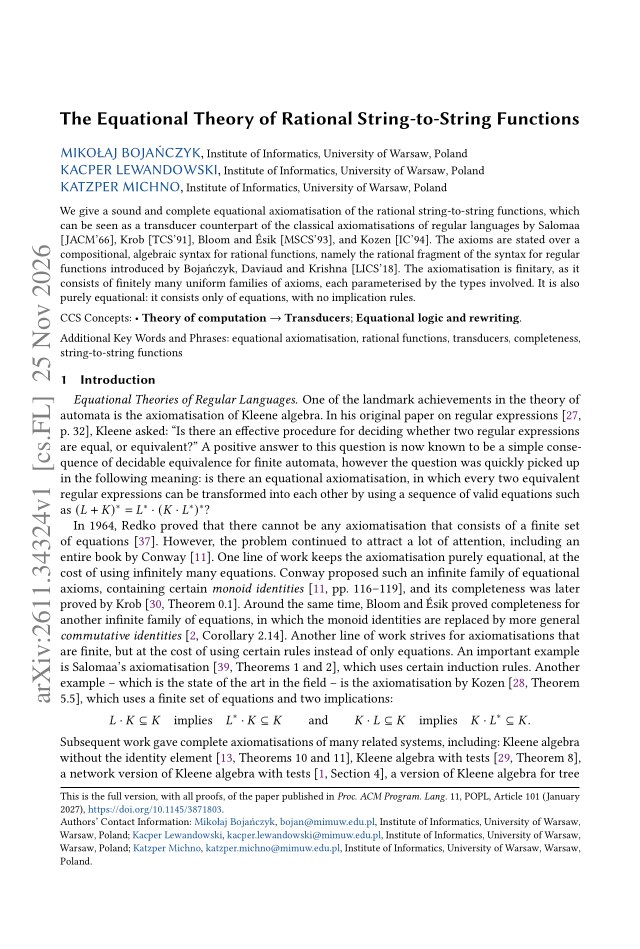 The Equational Theory of Rational String-to-String Functions
MIKOŁAJ BOJAŃCZYK, Institute of Informatics, University of Warsaw, Poland
KACPER LEWANDOWSKI, Institute of Informatics, University of Warsaw, Poland
KATZPER MICHNO, Institute of Informatics, University of Warsaw, Poland
We give a sound and complete equational axiomatisation of the rational string-to-string functions, which
can be seen as a transducer counterpart of the classical axiomatisations of regular languages by Salomaa
[JACM'66], Krob [TCS'91], Bloom and Ésik [MSCS'93], and Kozen [IC'94]. The axioms are stated over a
compositional, algebraic syntax for rational functions, namely the rational fragment of the syntax for regular
functions introduced by Bojańczyk, Daviaud and Krishna [LICS'18]. The axiomatisation is finitary, as it
consists of finitely many uniform families of axioms, each parameterised by the types involved. It is also
purely equational: it consists only of equations, with no implication rules.
CCS Concepts: • Theory of computation → Transducers; Equational logic and rewriting.
Additional Key Words and Phrases: equational axiomatisation, rational functions, transducers, completeness,
string-to-string functions
1 Introduction
Equational Theories of Regular Languages. One of the landmark achievements in the theory of
automata is the axiomatisation of Kleene algebra. In his original paper on regular expressions [27,
p. 32], Kleene asked: “Is there an effective procedure for deciding whether two regular expressions
are equal, or equivalent?” A positive answer to this question is now known to be a simple conse-
quence of decidable equivalence for finite automata, however the question was quickly picked up
in the following meaning: is there an equational axiomatisation, in which every two equivalent
regular expressions can be transformed into each other by using a sequence of valid equations such
as (L + K)* = L* · (K · L*)*?
In 1964, Redko proved that there cannot be any axiomatisation that consists of a finite set
of equations [37]. However, the problem continued to attract a lot of attention, including an
entire book by Conway [11]. One line of work keeps the axiomatisation purely equational, at the
cost of using infinitely many equations. Conway proposed such an infinite family of equational
axioms, containing certain monoid identities [11, pp. 116–119], and its completeness was later
proved by Krob [30, Theorem 0.1]. Around the same time, Bloom and Ésik proved completeness for
another infinite family of equations, in which the monoid identities are replaced by more general
commutative identities [2, Corollary 2.14]. Another line of work strives for axiomatisations that
are finite, but at the cost of using certain rules instead of only equations. An important example
is Salomaa's axiomatisation [39, Theorems 1 and 2], which uses certain induction rules. Another
example – which is the state of the art in the field – is the axiomatisation by Kozen [28, Theorem
5.5], which uses a finite set of equations and two implications:
L · K ⊆ K implies L* · K ⊆ K and K · L ⊆ K implies K · L* ⊆ K.
Subsequent work gave complete axiomatisations of many related systems, including: Kleene algebra
without the identity element [13, Theorems 10 and 11], Kleene algebra with tests [29, Theorem 8],
a network version of Kleene algebra with tests [1, Section 4], a version of Kleene algebra for tree
This is the full version, with all proofs, of the paper published in Proc. ACM Program. Lang. 11, POPL, Article 101 (January
2027), https://doi.org/10.1145/3871803.
Authors' Contact Information: Mikołaj Bojańczyk, bojan@mimuw.edu.pl, Institute of Informatics, University of Warsaw,
Warsaw, Poland; Kacper Lewandowski, kacper.lewandowski@mimuw.edu.pl, Institute of Informatics, University of Warsaw,
Warsaw, Poland; Katzper Michno, katzper.michno@mimuw.edu.pl, Institute of Informatics, University of Warsaw, Warsaw,
Poland.
arXiv:2611.34324v1 [cs.FL] 25 Nov 2026